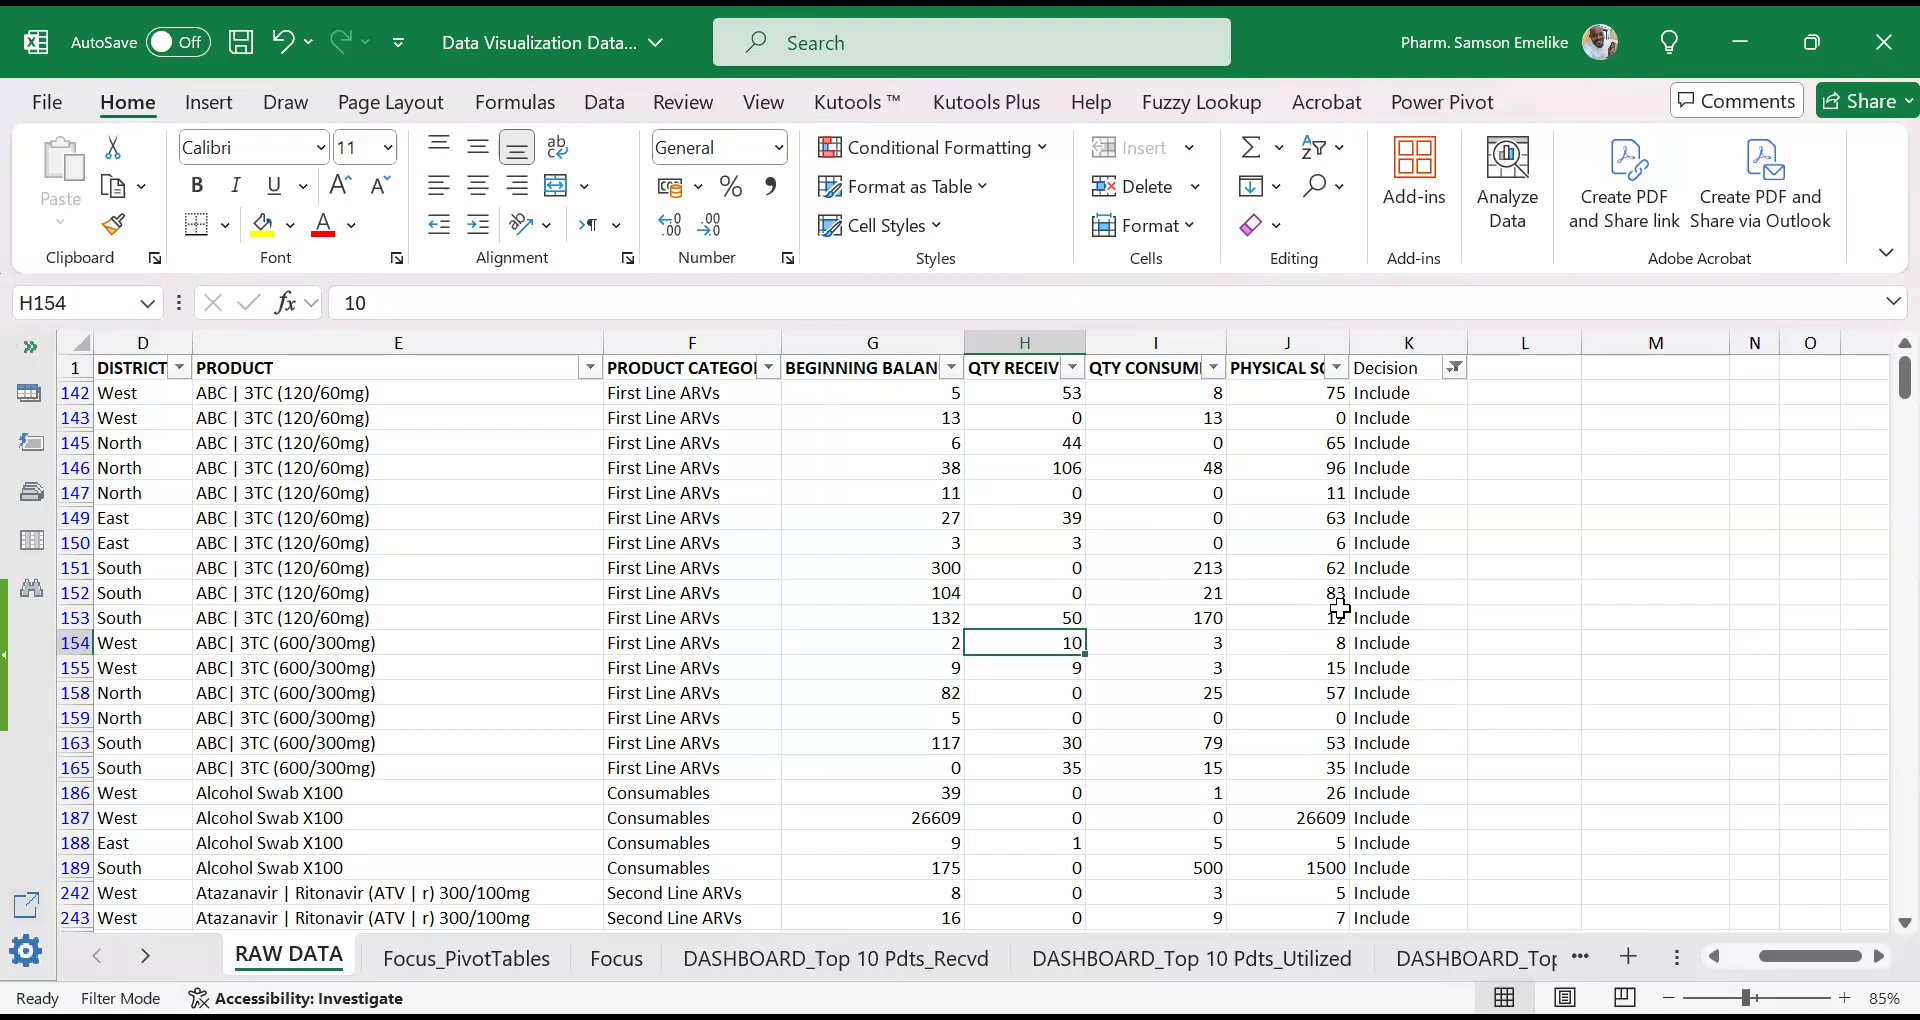 AutoSave Off Data Visualization Data... Search Pharm. Samson Emelike
File Home Insert Draw Page Layout Formulas Data Review View Kutools ™ Kutools Plus Help Fuzzy Lookup Acrobat Power Pivot Comments Share
Calibri 11 General Conditional Formatting Insert
Paste B I U Format as Table Delete Add-ins Analyze Data Create PDF and Share link Create PDF and Share via Outlook
Cell Styles Format
Clipboard Font Alignment Number Styles Cells Editing Add-ins Adobe Acrobat
H154 fx 10
D E F G H I J K L M N O
1 DISTRICT PRODUCT PRODUCT CATEGO BEGINNING BALAN QTY RECEIV QTY CONSUM PHYSICAL Decision
142 West ABC | 3TC (120/60mg) First Line ARVs 5 53 8 75 Include
143 West ABC | 3TC (120/60mg) First Line ARVs 13 0 13 0 Include
145 North ABC | 3TC (120/60mg) First Line ARVs 6 44 0 65 Include
146 North ABC | 3TC (120/60mg) First Line ARVs 38 106 48 96 Include
147 North ABC | 3TC (120/60mg) First Line ARVs 11 0 0 11 Include
149 East ABC | 3TC (120/60mg) First Line ARVs 27 39 0 63 Include
150 East ABC | 3TC (120/60mg) First Line ARVs 3 3 0 6 Include
151 South ABC | 3TC (120/60mg) First Line ARVs 300 0 213 62 Include
152 South ABC | 3TC (120/60mg) First Line ARVs 104 0 21 83 Include
153 South ABC | 3TC (120/60mg) First Line ARVs 132 50 170 Include
154 West ABC| 3TC (600/300mg) First Line ARVs 2 10 3 8 Include
155 West ABC| 3TC (600/300mg) First Line ARVs 9 9 3 15 Include
158 North ABC| 3TC (600/300mg) First Line ARVs 82 0 25 57 Include
159 North ABC| 3TC (600/300mg) First Line ARVs 5 0 0 0 Include
163 South ABC| 3TC (600/300mg) First Line ARVs 117 30 79 53 Include
165 South ABC| 3TC (600/300mg) First Line ARVs 0 35 15 35 Include
186 West Alcohol Swab X100 Consumables 39 0 1 26 Include
187 West Alcohol Swab X100 Consumables 26609 0 0 26609 Include
188 East Alcohol Swab X100 Consumables 9 1 5 5 Include
189 South Alcohol Swab X100 Consumables 175 0 500 1500 Include
242 West Atazanavir | Ritonavir (ATV | r) 300/100mg Second Line ARVs 8 0 3 5 Include
243 West Atazanavir | Ritonavir (ATV | r) 300/100mg Second Line ARVs 16 0 9 7 Include
RAW DATA Focus_PivotTables Focus DASHBOARD_Top 10 Pdts_Recvd DASHBOARD_Top 10 Pdts_Utilized DASHBOARD_Top ...
Ready Filter Mode Accessibility: Investigate 85%